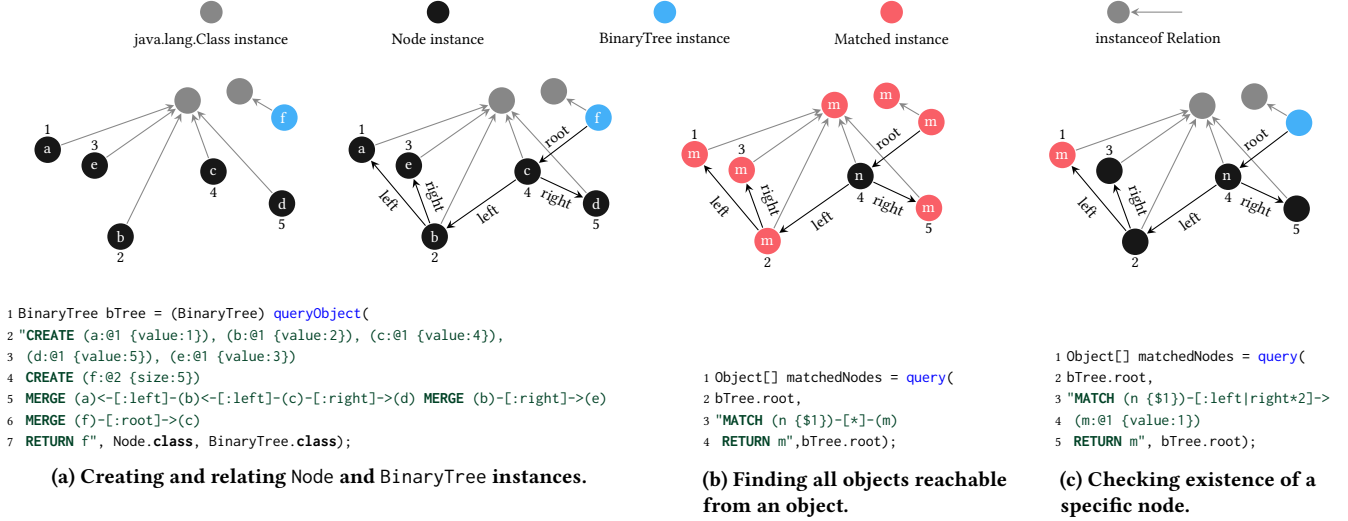 java.lang.Class instance
Node instance
BinaryTree instance
Matched instance
instanceof Relation
f
1
a
3
e
c
4
d
5
b
2
f
root
1
a
3
e
c
4
right
d
5
left
right
left
b
2
m
m
m
root
1
m
3
m
n
4
right
m
5
left
right
left
m
2
root
1
m
3
n
4
right
5
left
right
left
2
1 BinaryTree bTree = (BinaryTree) queryObject(
2 "CREATE (a:@1 {value:1}), (b:@1 {value:2}), (c:@1 {value:4}),
3 (d:@1 {value:5}), (e:@1 {value:3})
4 CREATE (f:@2 {size:5})
5 MERGE (a)<-[:left]-(b)<-[:left]-(c)-[:right]->(d) MERGE (b)-[:right]->(e)
6 MERGE (f)-[:root]->(c)
7 RETURN f", Node.class, BinaryTree.class);
(a) Creating and relating Node and BinaryTree instances.
1 Object[] matchedNodes = query(
2 bTree.root,
3 "MATCH (n {$1})-[*]-(m)
4 RETURN m",bTree.root);
(b) Finding all objects reachable
from an object.
1 Object[] matchedNodes = query(
2 bTree.root,
3 "MATCH (n {$1})-[:left|right*2]->
4 (m:@1 {value:1})
5 RETURN m", bTree.root);
(c) Checking existence of a
specific node.